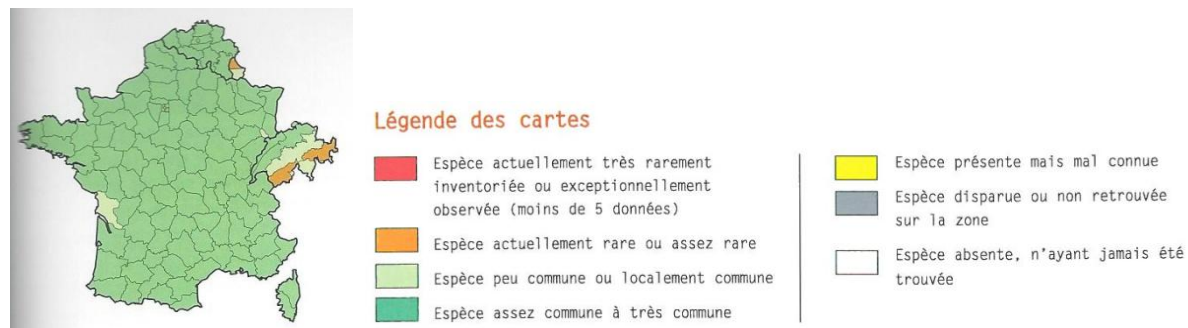 Légende des cartes
Espèce actuellement très rarement
inventoriée ou exceptionnellement
observée (moins de 5 données)
Espèce actuellement rare ou assez rare
Espèce peu commune ou localement commune
Espèce assez commune à très commune
Espèce présente mais mal connue
Espèce disparue ou non retrouvée
sur la zone
Espèce absente, n'ayant jamais été
trouvée